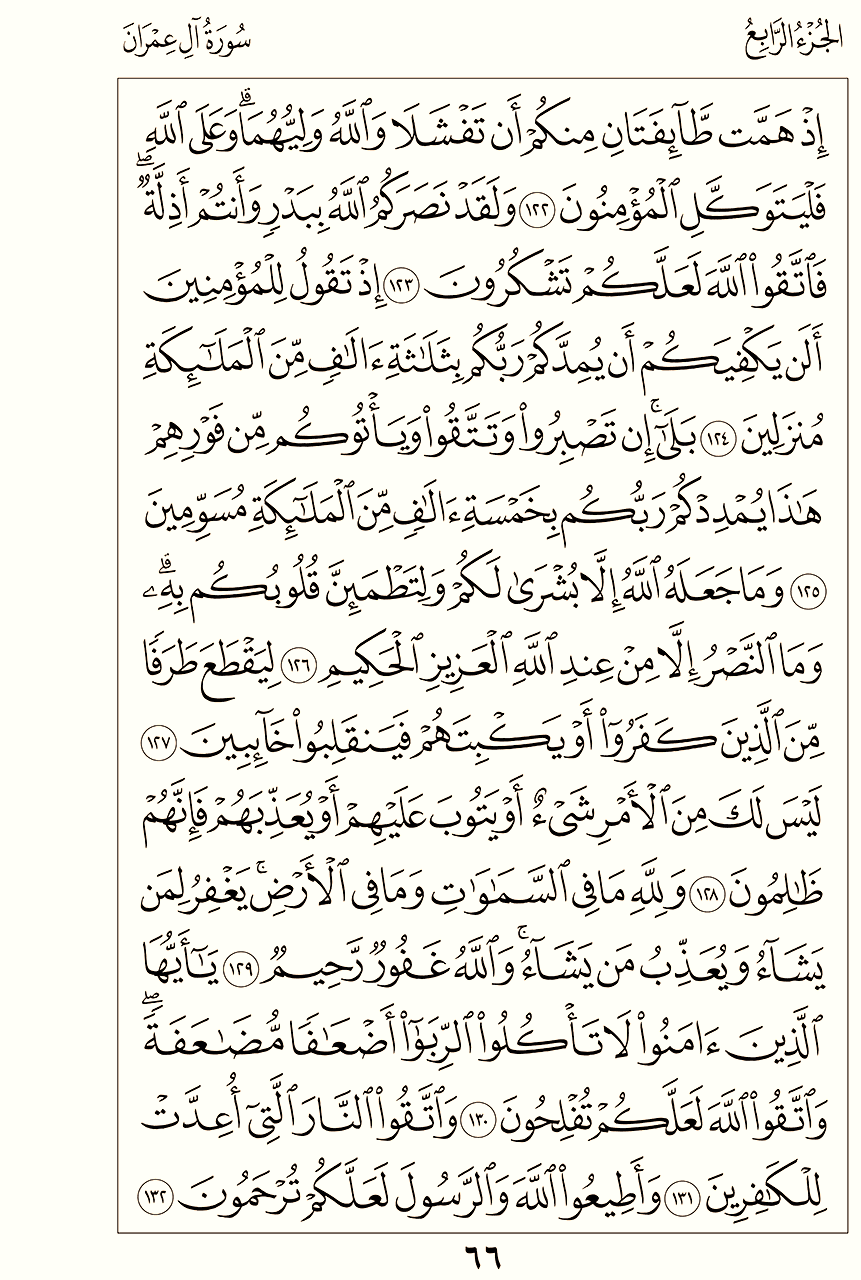 الجُزْءُ الرَّابِعُ
سُورَةُ آلِ عِمْرَانَ
إِذْ هَمَّت طَّآئِفَتَانِ مِنكُمْ أَن تَفْشَلَا وَٱللَّهُ وَلِيُّهُمَاۗ وَعَلَى ٱللَّهِ
فَلْيَتَوَكَّلِ ٱلْمُؤْمِنُونَ ١٢٢ وَلَقَدْ نَصَرَكُمُ ٱللَّهُ بِبَدْرٍ وَأَنتُمْ أَذِلَّةٌۖ
فَٱتَّقُوا۟ ٱللَّهَ لَعَلَّكُمْ تَشْكُرُونَ ١٢٣ إِذْ تَقُولُ لِلْمُؤْمِنِينَ
أَلَن يَكْفِيَكُمْ أَن يُمِدَّكُمْ رَبُّكُم بِثَلَٰثَةِ ءَالَٰفٍ مِّنَ ٱلْمَلَٰٓئِكَةِ
مُنزَلِينَ ١٢٤ بَلَىٰٓۚ إِن تَصْبِرُوا۟ وَتَتَّقُوا۟ وَيَأْتُوكُم مِّن فَوْرِهِمْ
هَٰذَا يُمْدِدْكُمْ رَبُّكُم بِخَمْسَةِ ءَالَٰفٍ مِّنَ ٱلْمَلَٰٓئِكَةِ مُسَوِّمِينَ
١٢٥ وَمَا جَعَلَهُ ٱللَّهُ إِلَّا بُشْرَىٰ لَكُمْ وَلِتَطْمَئِنَّ قُلُوبُكُم بِهِۦۗ
وَمَا ٱلنَّصْرُ إِلَّا مِنْ عِندِ ٱللَّهِ ٱلْعَزِيزِ ٱلْحَكِيمِ ١٢٦ لِيَقْطَعَ طَرَفًا
مِّنَ ٱلَّذِينَ كَفَرُوٓا۟ أَوْ يَكْبِتَهُمْ فَيَنقَلِبُوا۟ خَآئِبِينَ ١٢٧
لَيْسَ لَكَ مِنَ ٱلْأَمْرِ شَىْءٌ أَوْ يَتُوبَ عَلَيْهِمْ أَوْ يُعَذِّبَهُمْ فَإِنَّهُمْ
ظَٰلِمُونَ ١٢٨ وَلِلَّهِ مَا فِى ٱلسَّمَٰوَٰتِ وَمَا فِى ٱلْأَرْضِۚ يَغْفِرُ لِمَن
يَشَآءُ وَيُعَذِّبُ مَن يَشَآءُۚ وَٱللَّهُ غَفُورٌ رَّحِيمٌ ١٢٩ يَٰٓأَيُّهَا
ٱلَّذِينَ ءَامَنُوا۟ لَا تَأْكُلُوا۟ ٱلرِّبَوٰٓا۟ أَضْعَٰفًا مُّضَٰعَفَةًۖ
وَٱتَّقُوا۟ ٱللَّهَ لَعَلَّكُمْ تُفْلِحُونَ ١٣٠ وَٱتَّقُوا۟ ٱلنَّارَ ٱلَّتِىٓ أُعِدَّتْ
لِلْكَٰفِرِينَ ١٣١ وَأَطِيعُوا۟ ٱللَّهَ وَٱلرَّسُولَ لَعَلَّكُمْ تُرْحَمُونَ ١٣٢
٦٦